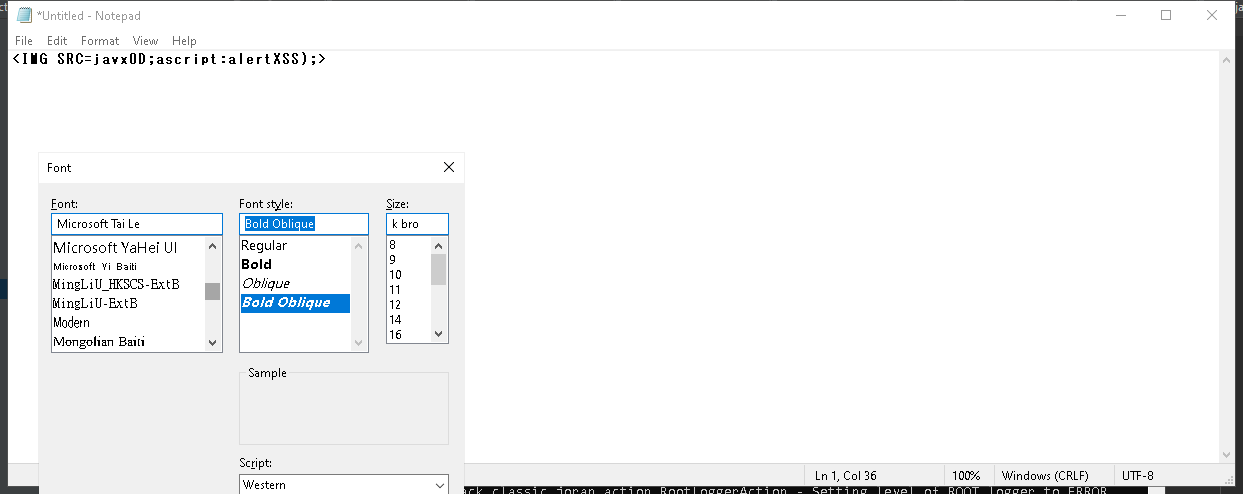 *Untitled - Notepad
File Edit Format View Help
<IMG SRC=javx0D;ascript:alertXSS);>
Font
Font: Font style: Size:
Microsoft Tai Le Bold Oblique k bro
Microsoft YaHei UI Regular 8
Microsoft Yi Baiti Bold 9
MingLiU_HKSCS-ExtB Oblique 10
MingLiU-ExtB Bold Oblique 11
Modern 12
Mongolian Baiti 14
16
Sample
Script:
Western
Ln 1, Col 36 100% Windows (CRLF) UTF-8
ack.classic.joran.action.RootLoggerAction - Setting level of ROOT logger to ERROR